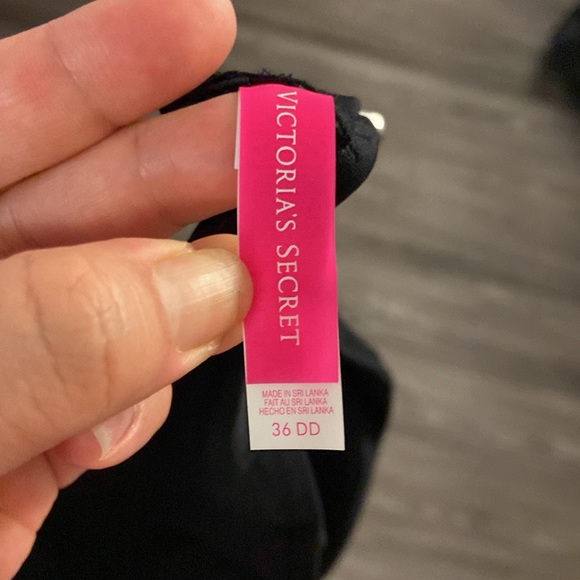 VICTORIA'S SECRET
MADE IN SRI LANKA
FAIT AU SRI LANKA
HECHO EN SRI LANKA
36 DD